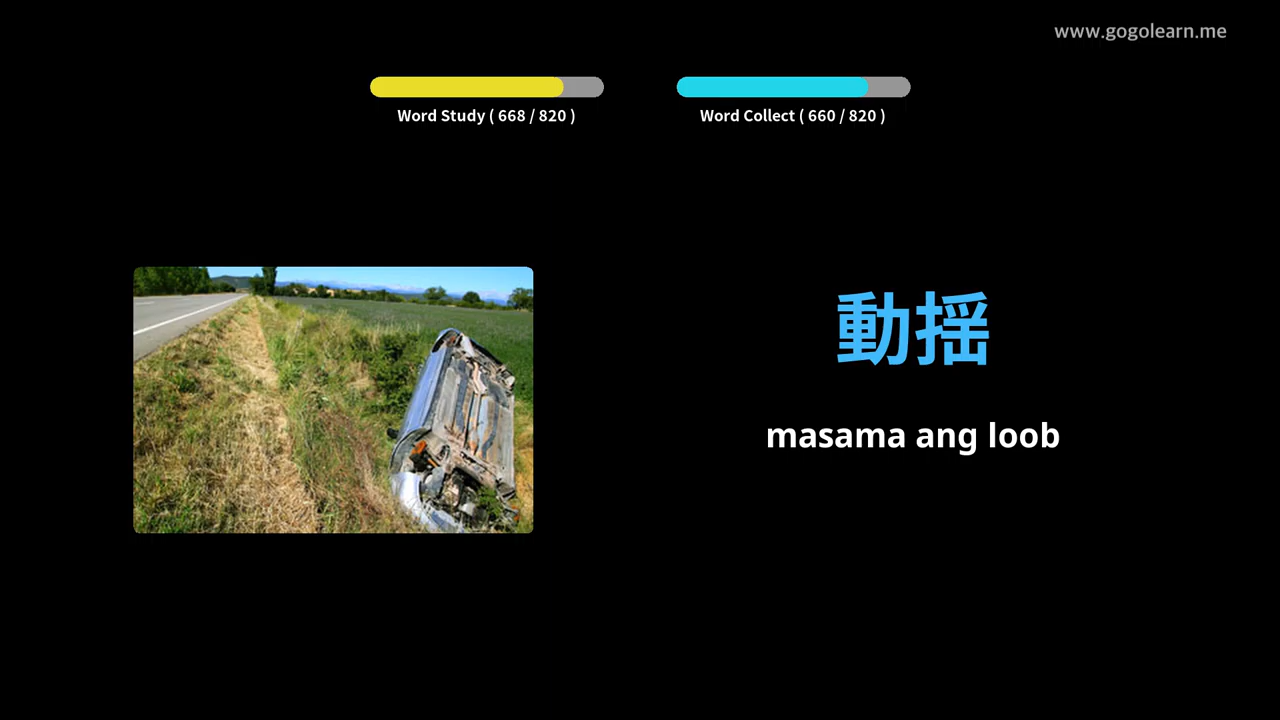 www.gogolearn.me
Word Study ( 668 / 820 )
Word Collect ( 660 / 820 )
動揺
masama ang loob